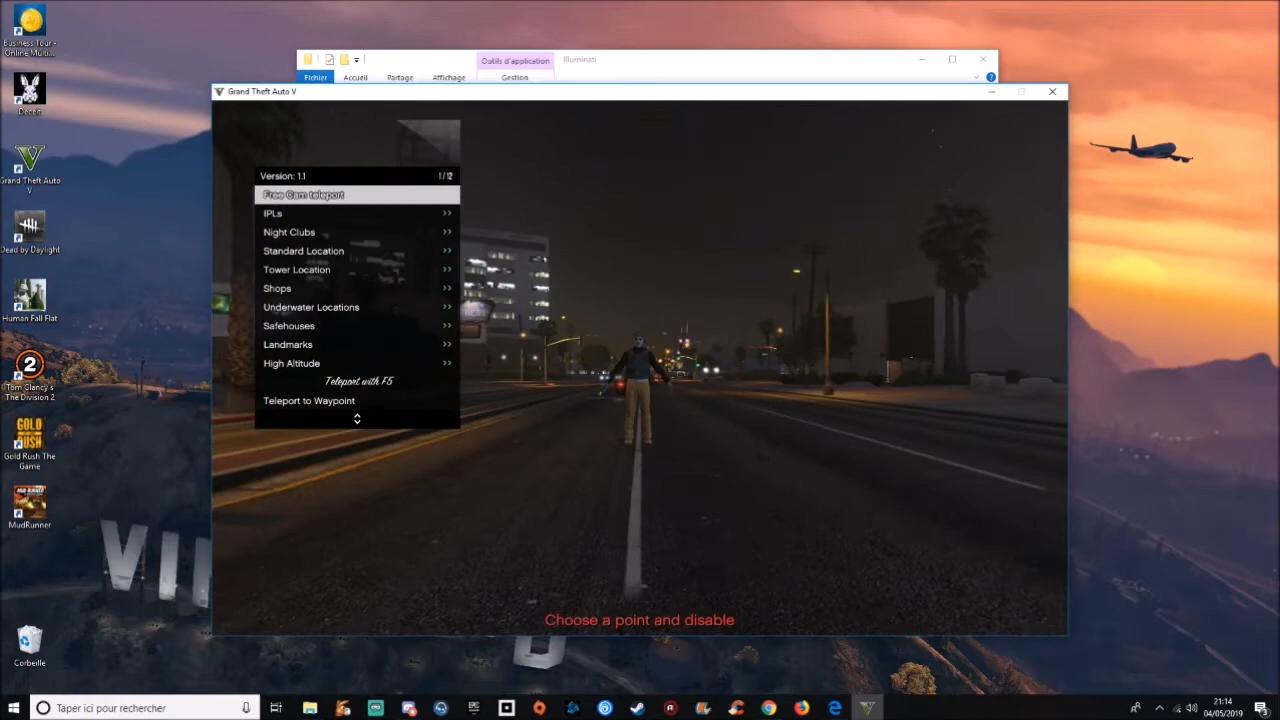 Business Tour -
Online Multi...
Deceit
Grand Theft Auto
V
Dead by Daylight
Human Fall Flat
2
Tom Clancy's
The Division 2
GOLD
RUSH
Gold Rush The
Game
MudRunner
Corbeille
Outils d'application
Illuminati
Fichier
Accueil
Partage
Affichage
Gestion
Grand Theft Auto V
Version: 1.1
1/12
Free Cam teleport
IPLs >>
Night Clubs >>
Standard Location >>
Tower Location >>
Shops >>
Underwater Locations >>
Safehouses >>
Landmarks >>
High Altitude >>
Teleport with F5
Teleport to Waypoint
Choose a point and disable
Taper ici pour rechercher
21:14
04/05/2019